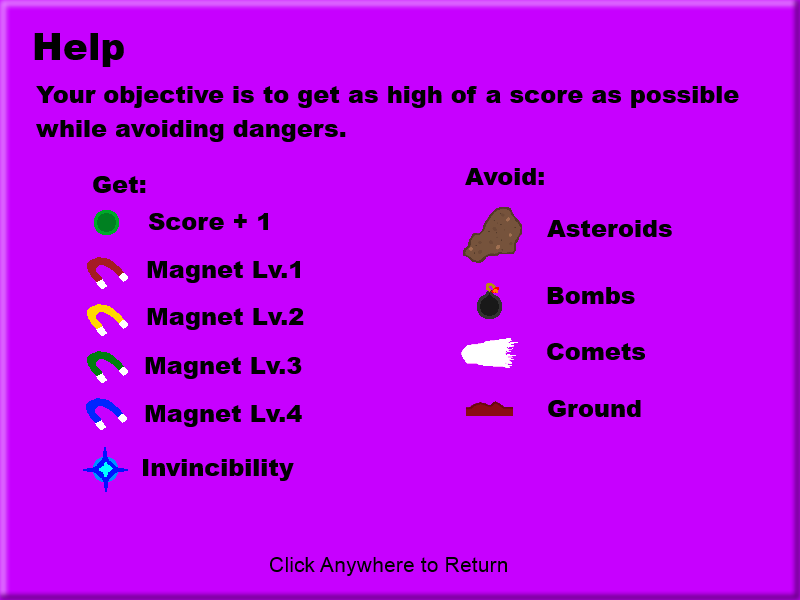 Help
Your objective is to get as high of a score as possible
while avoiding dangers.
Get:
Score + 1
Magnet Lv.1
Magnet Lv.2
Magnet Lv.3
Magnet Lv.4
Invincibility
Avoid:
Asteroids
Bombs
Comets
Ground
Click Anywhere to Return